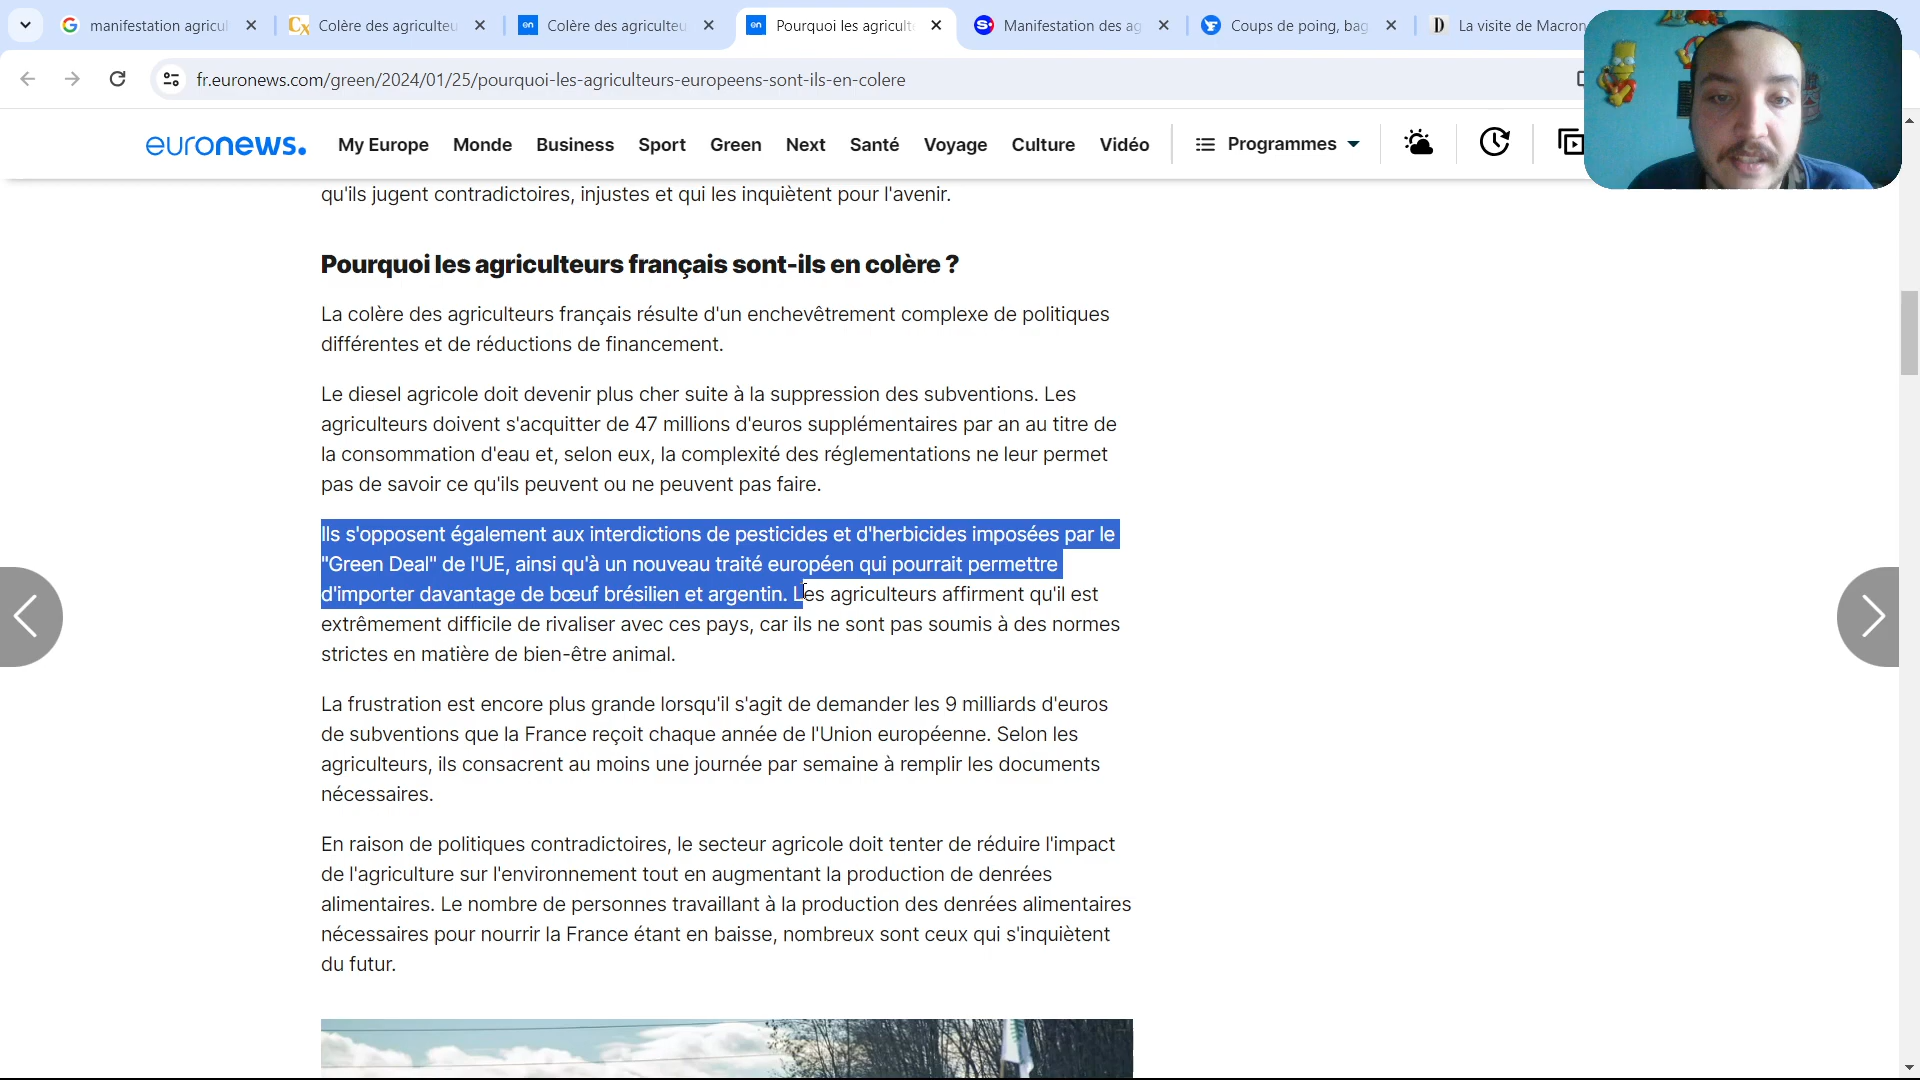 manifestation agricul
Colère des agriculteu
Colère des agriculteu
Pourquoi les agricult
Manifestation des ag
Coups de poing, bag
La visite de Macron
fr.euronews.com/green/2024/01/25/pourquoi-les-agriculteurs-europeens-sont-ils-en-colere
euronews.
My Europe
Monde
Business
Sport
Green
Next
Santé
Voyage
Culture
Vidéo
Programmes
qu'ils jugent contradictoires, injustes et qui les inquiètent pour l'avenir.
Pourquoi les agriculteurs français sont-ils en colère ?
La colère des agriculteurs français résulte d'un enchevêtrement complexe de politiques
différentes et de réductions de financement.
Le diesel agricole doit devenir plus cher suite à la suppression des subventions. Les
agriculteurs doivent s'acquitter de 47 millions d'euros supplémentaires par an au titre de
la consommation d'eau et, selon eux, la complexité des réglementations ne leur permet
pas de savoir ce qu'ils peuvent ou ne peuvent pas faire.
Ils s'opposent également aux interdictions de pesticides et d'herbicides imposées par le
"Green Deal" de l'UE, ainsi qu'à un nouveau traité européen qui pourrait permettre
d'importer davantage de bœuf brésilien et argentin. Les agriculteurs affirment qu'il est
extrêmement difficile de rivaliser avec ces pays, car ils ne sont pas soumis à des normes
strictes en matière de bien-être animal.
La frustration est encore plus grande lorsqu'il s'agit de demander les 9 milliards d'euros
de subventions que la France reçoit chaque année de l'Union européenne. Selon les
agriculteurs, ils consacrent au moins une journée par semaine à remplir les documents
nécessaires.
En raison de politiques contradictoires, le secteur agricole doit tenter de réduire l'impact
de l'agriculture sur l'environnement tout en augmentant la production de denrées
alimentaires. Le nombre de personnes travaillant à la production des denrées alimentaires
nécessaires pour nourrir la France étant en baisse, nombreux sont ceux qui s'inquiètent
du futur.